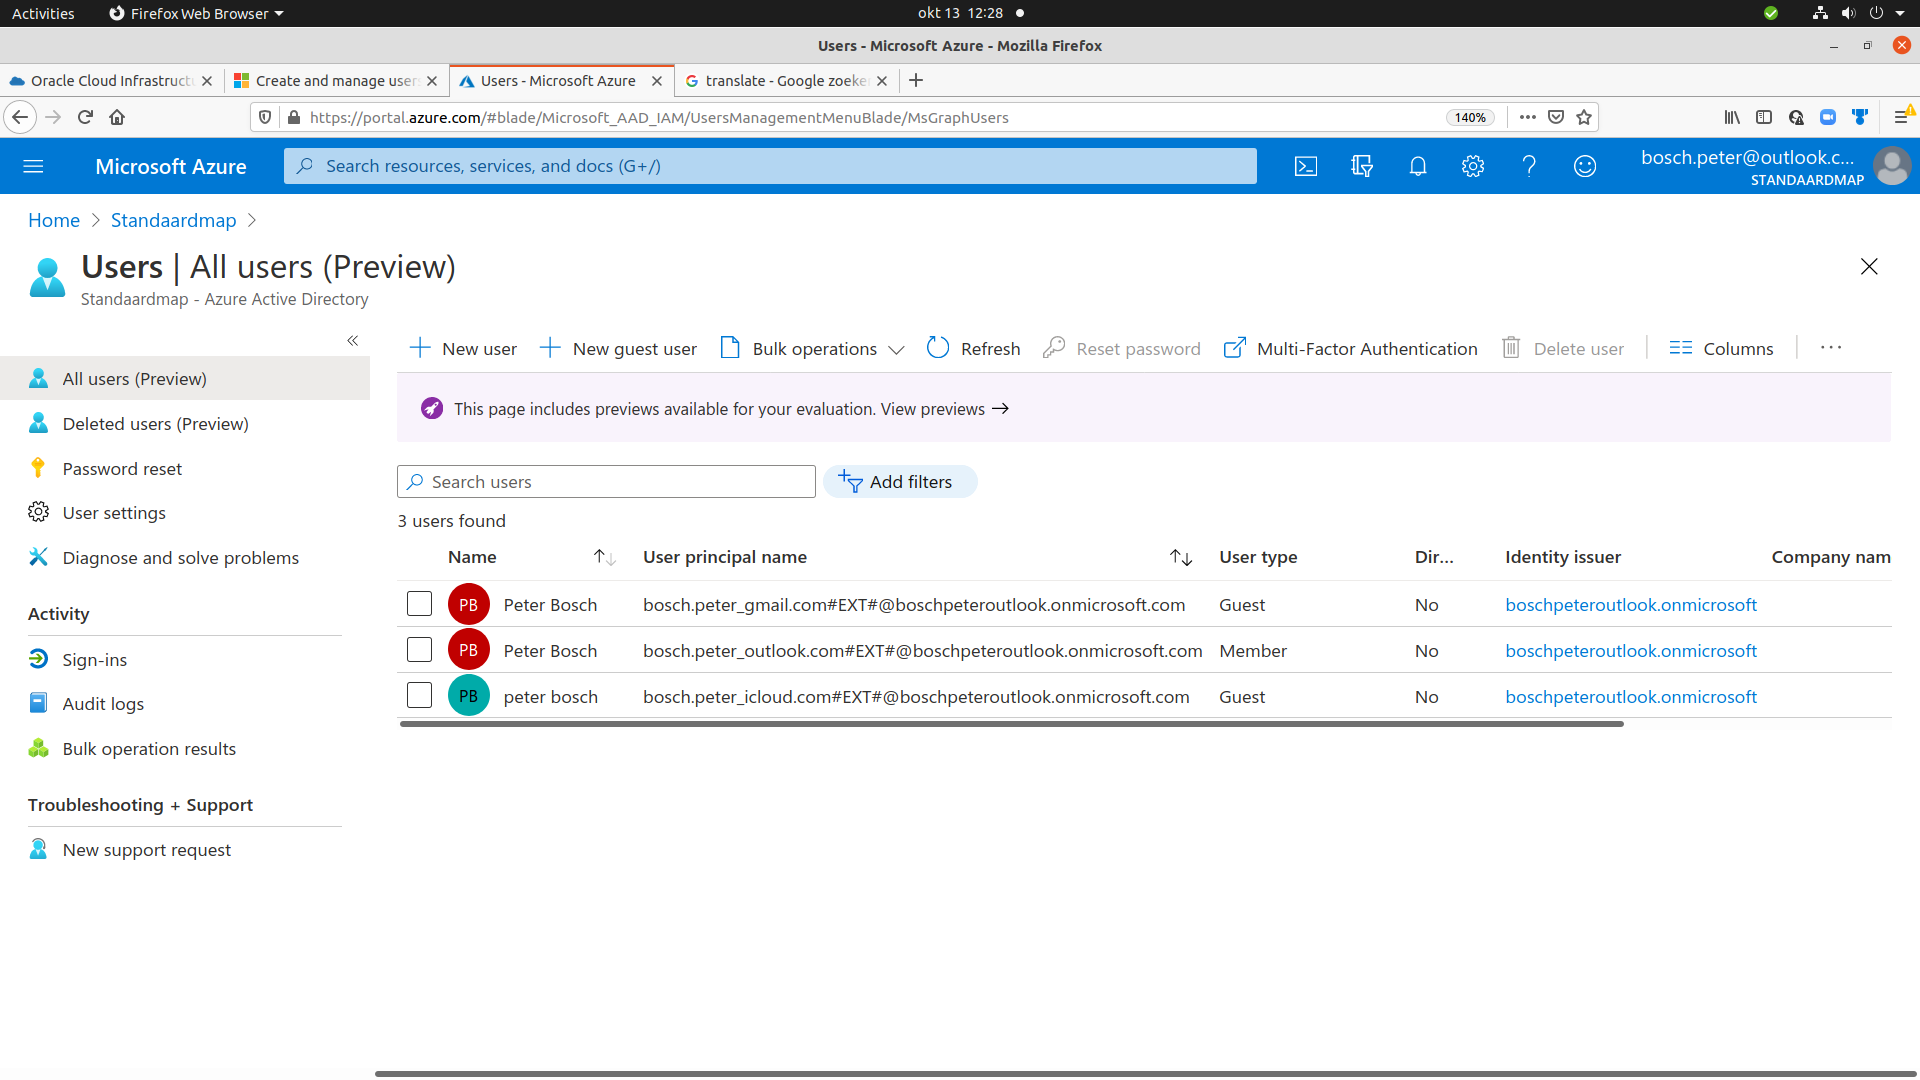 Activities Firefox Web Browser okt 13 12:28
Users - Microsoft Azure - Mozilla Firefox
Oracle Cloud Infrastruct Create and manage users Users - Microsoft Azure translate - Google zoeke
https://portal.azure.com/#blade/Microsoft_AAD_IAM/UsersManagementMenuBlade/MsGraphUsers 140%
Microsoft Azure Search resources, services, and docs (G+/) bosch.peter@outlook.c...
STANDAARDMAP
Home > Standaardmap >
Users | All users (Preview)
Standaardmap - Azure Active Directory
«
All users (Preview)
Deleted users (Preview)
Password reset
User settings
Diagnose and solve problems
Activity
Sign-ins
Audit logs
Bulk operation results
Troubleshooting + Support
New support request
New user New guest user Bulk operations Refresh Reset password Multi-Factor Authentication Delete user Columns ...
This page includes previews available for your evaluation. View previews →
Search users Add filters
3 users found
Name User principal name User type Dir... Identity issuer Company nam
PB Peter Bosch bosch.peter_gmail.com#EXT#@boschpeteroutlook.onmicrosoft.com Guest No boschpeteroutlook.onmicrosoft
PB Peter Bosch bosch.peter_outlook.com#EXT#@boschpeteroutlook.onmicrosoft.com Member No boschpeteroutlook.onmicrosoft
PB peter bosch bosch.peter_icloud.com#EXT#@boschpeteroutlook.onmicrosoft.com Guest No boschpeteroutlook.onmicrosoft